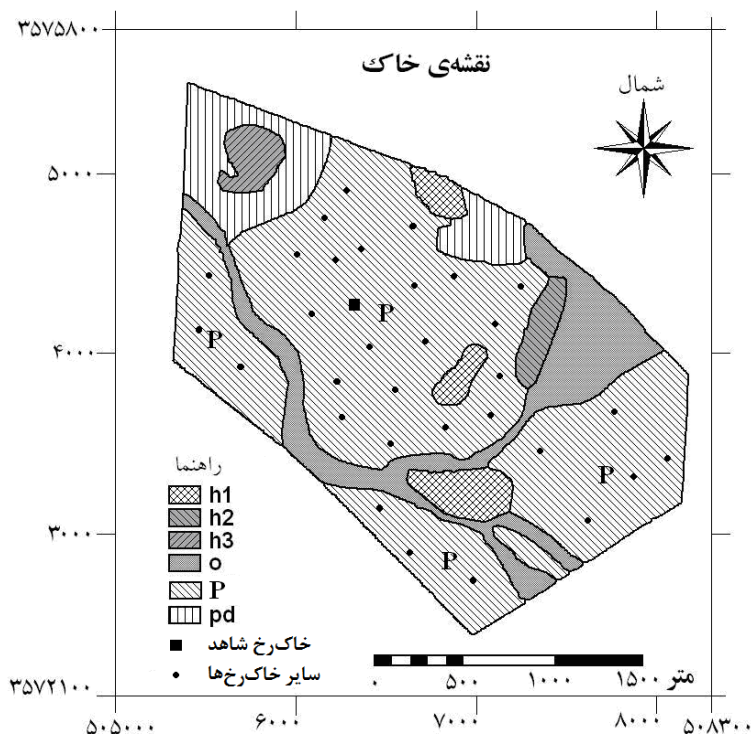 ۳۵۷۵۸۰۰
نقشه‌ی خاک
شمال
۵۰۰۰
P
P
۴۰۰۰
راهنما
h1
P
h2
h3
۳۰۰۰
o
P
P
pd
خاک‌رخ شاهد
سایر خاک‌رخ‌ها
متر
۰ ۵۰۰ ۱۰۰۰ ۱۵۰۰
۳۵۷۲۱۰۰
۵۰۵۰۰۰ ۶۰۰۰ ۷۰۰۰ ۸۰۰۰ ۵۰۸۳۰۰